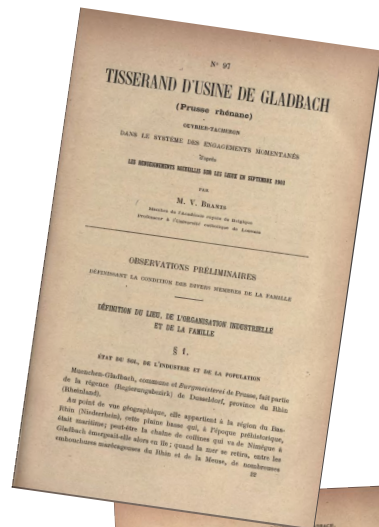 N° 97
TISSERAND D'USINE DE GLADBACH
(Prusse rhénane)
OUVRIER-TACHERON
DANS LE SYSTÈME DES ENGAGEMENTS MOMENTANÉS
D'après
LES RENSEIGNEMENTS RECUEILLIS SUR LES LIEUX EN SEPTEMBRE 1903
PAR
M. V. BRANTS
Membre de l'Académie royale de Belgique
Professeur à l'Université catholique de Louvain
OBSERVATIONS PRÉLIMINAIRES
DÉFINISSANT LA CONDITION DES DIVERS MEMBRES DE LA FAMILLE
DÉFINITION DU LIEU, DE L'ORGANISATION INDUSTRIELLE
ET DE LA FAMILLE
§ 1.
ÉTAT DU SOL, DE L'INDUSTRIE ET DE LA POPULATION
Muenchen-Gladbach, commune et Burgmeisterei de Prusse, fait partie
de la régence (Regierungsbezirk) de Dusseldorf, province du Rhin
(Rheinland).
Au point de vue géographique, elle appartient à la région du Bas-
Rhin (Niederrhein), cette plaine basse qui, à l'époque préhistorique,
était maritime; peut-être la chaîne de collines qui va de Nimègue à
Gladbach émergeait-elle alors en île; quand la mer se retira, entre les
embouchures marécageuses du Rhin et de la Meuse, de nombreuses